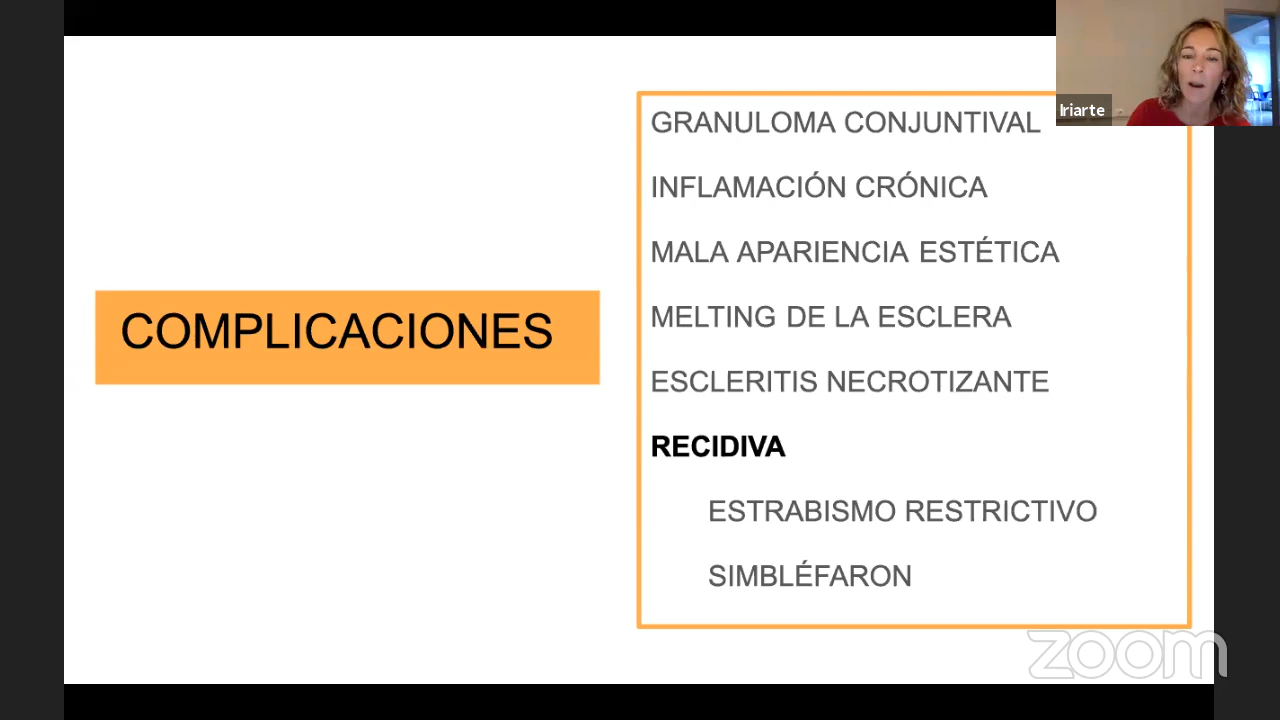 Iriarte
COMPLICACIONES
GRANULOMA CONJUNTIVAL
INFLAMACIÓN CRÓNICA
MALA APARIENCIA ESTÉTICA
MELTING DE LA ESCLERA
ESCLERITIS NECROTIZANTE
RECIDIVA
ESTRABISMO RESTRICTIVO
SIMBLÉFARON
zoom